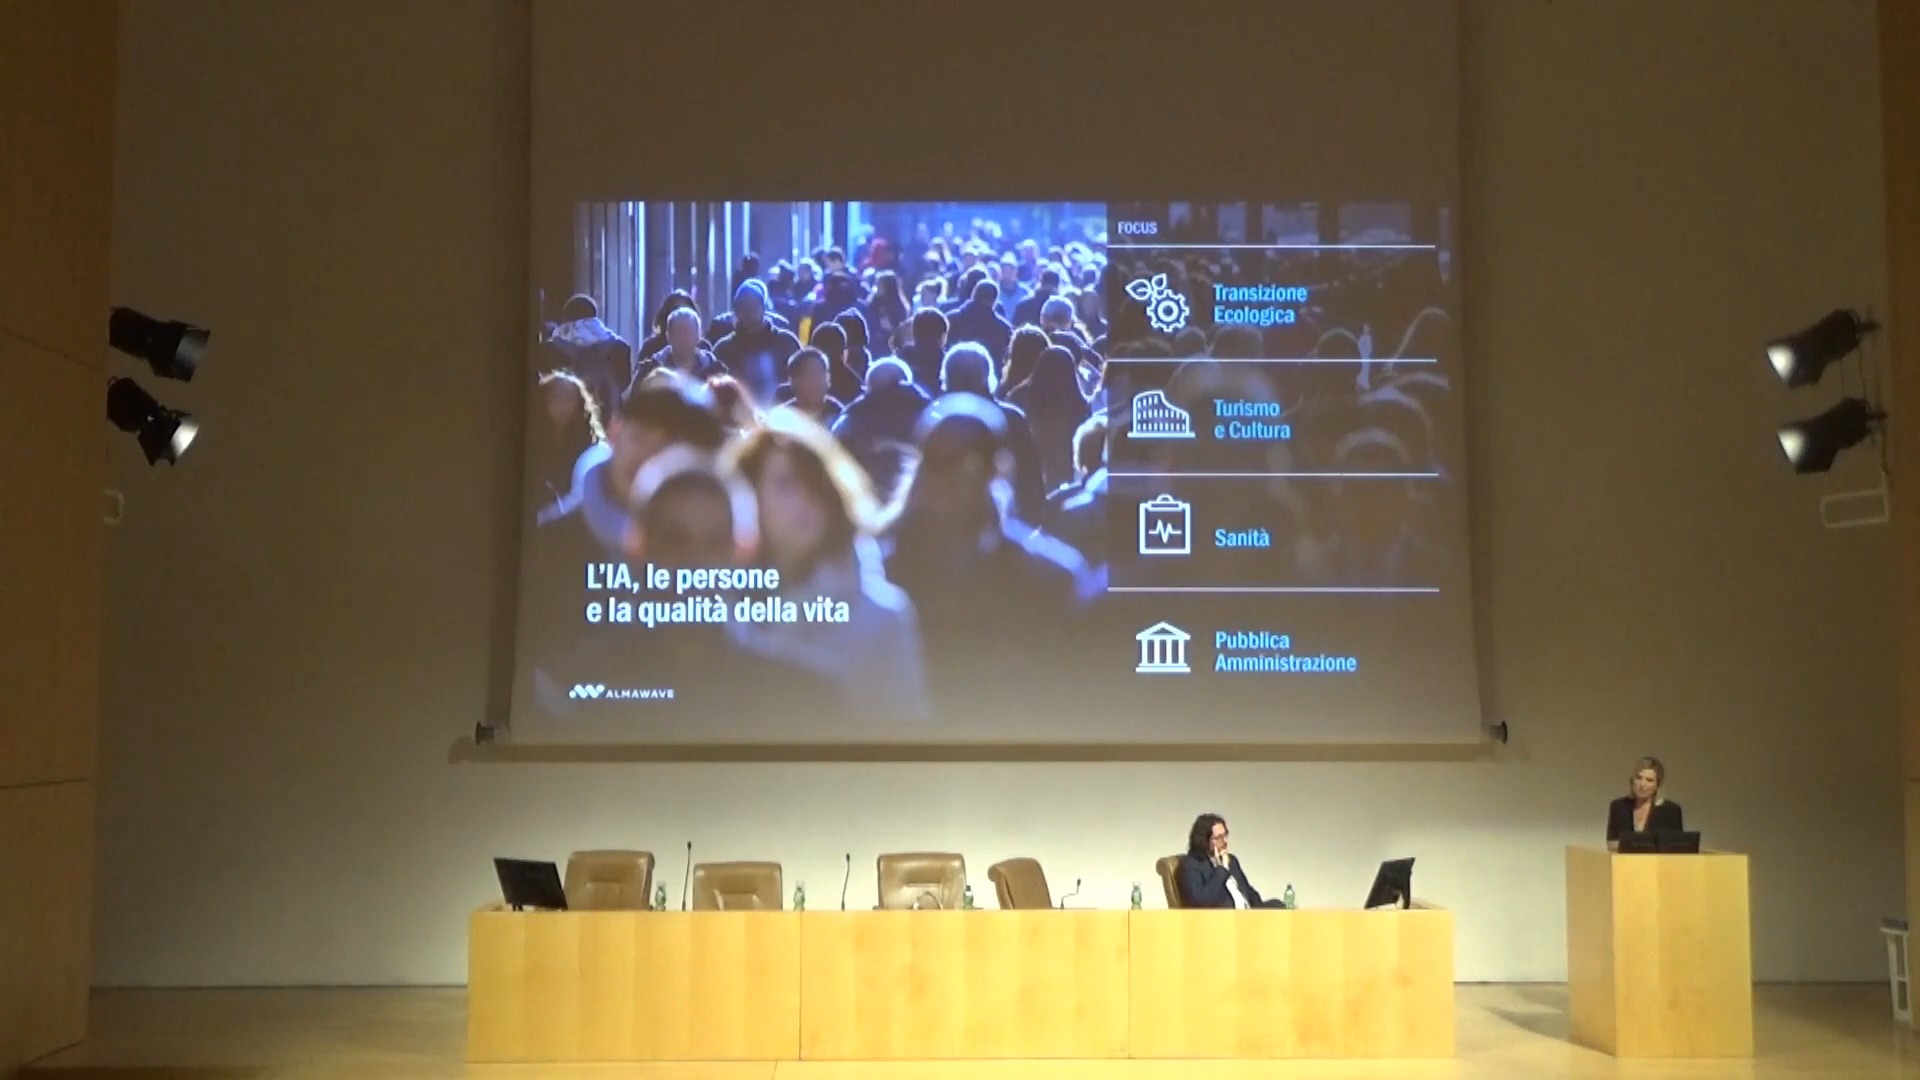 L'IA, le persone
e la qualità della vita
ALMAWAVE
FOCUS
Transizione
Ecologica
Turismo
e Cultura
Sanità
Pubblica
Amministrazione